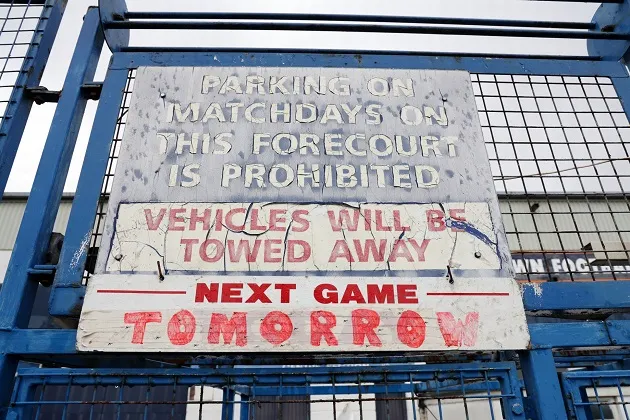 PARKING ON
MATCHDAYS ON
THIS FORECOURT
IS PROHIBITED
VEHICLES WILL BE
TOWED AWAY
NEXT GAME
TOMORROW